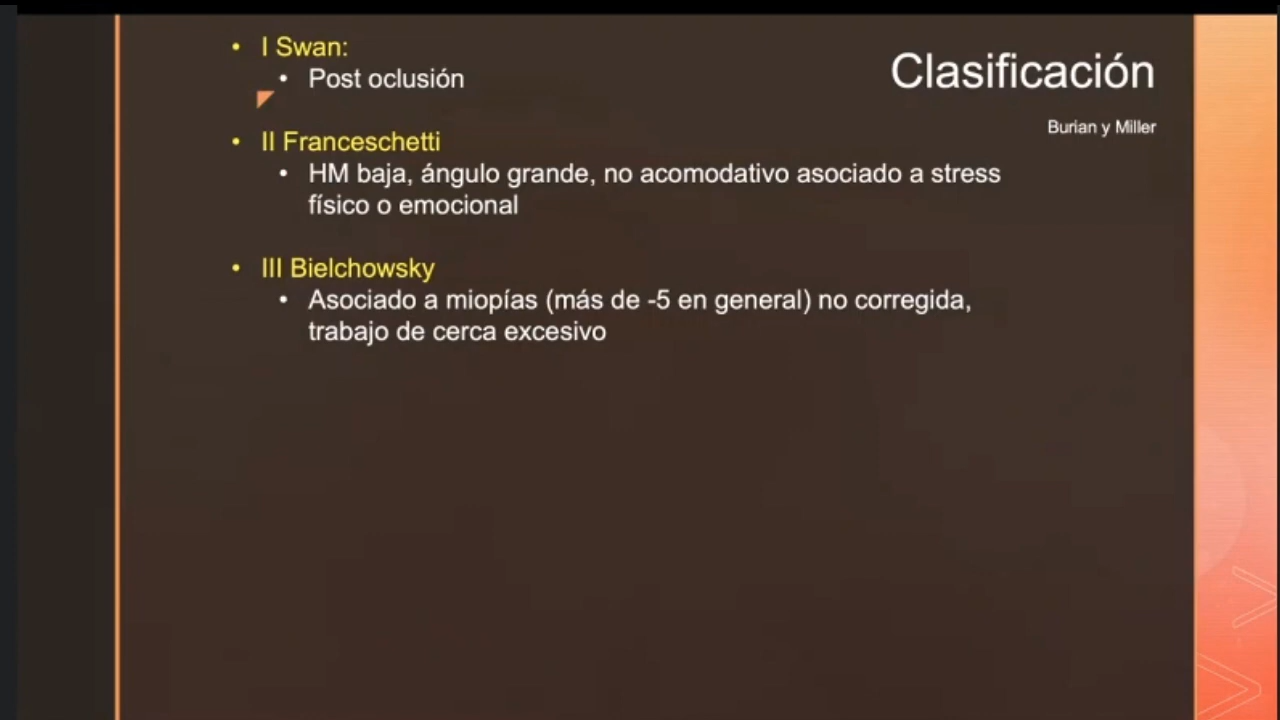 Clasificación
Burian y Miller
• I Swan:
• Post oclusión
• II Franceschetti
• HM baja, ángulo grande, no acomodativo asociado a stress
físico o emocional
• III Bielchowsky
• Asociado a miopías (más de -5 en general) no corregida,
trabajo de cerca excesivo